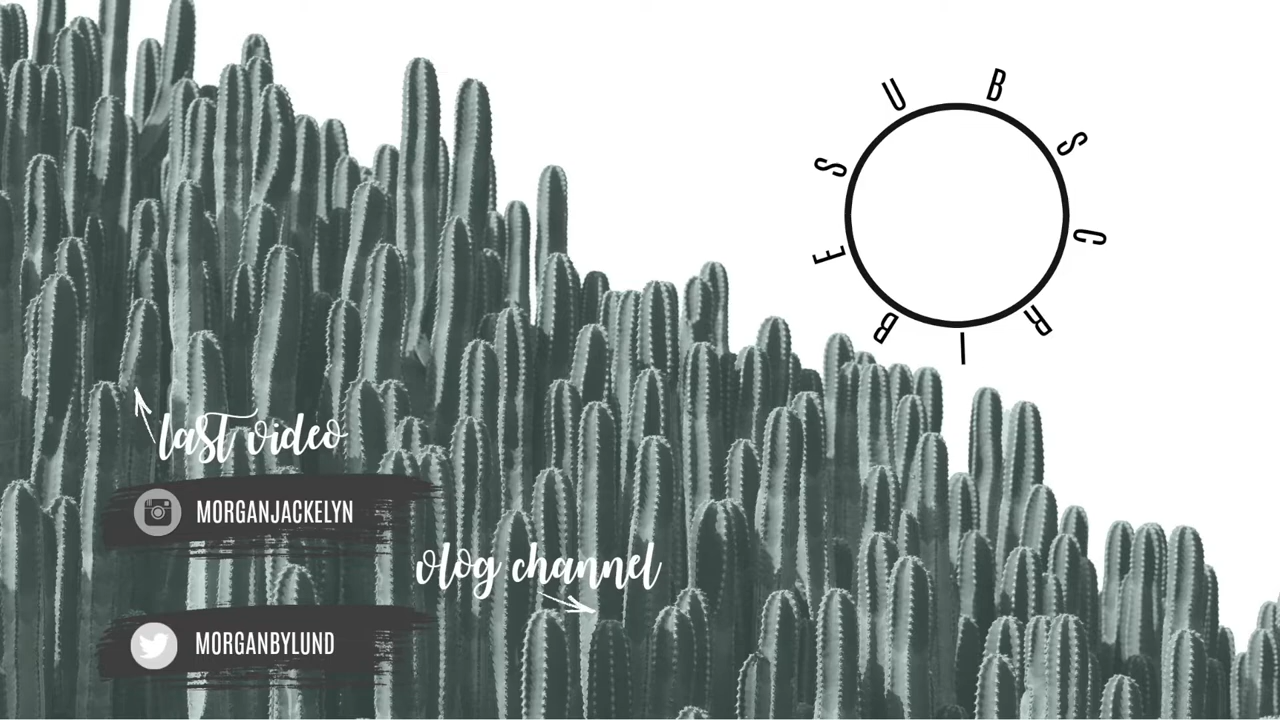 SUBSCRIBE
last video
MORGANJACKELYN
vlog channel
MORGANBYLUND